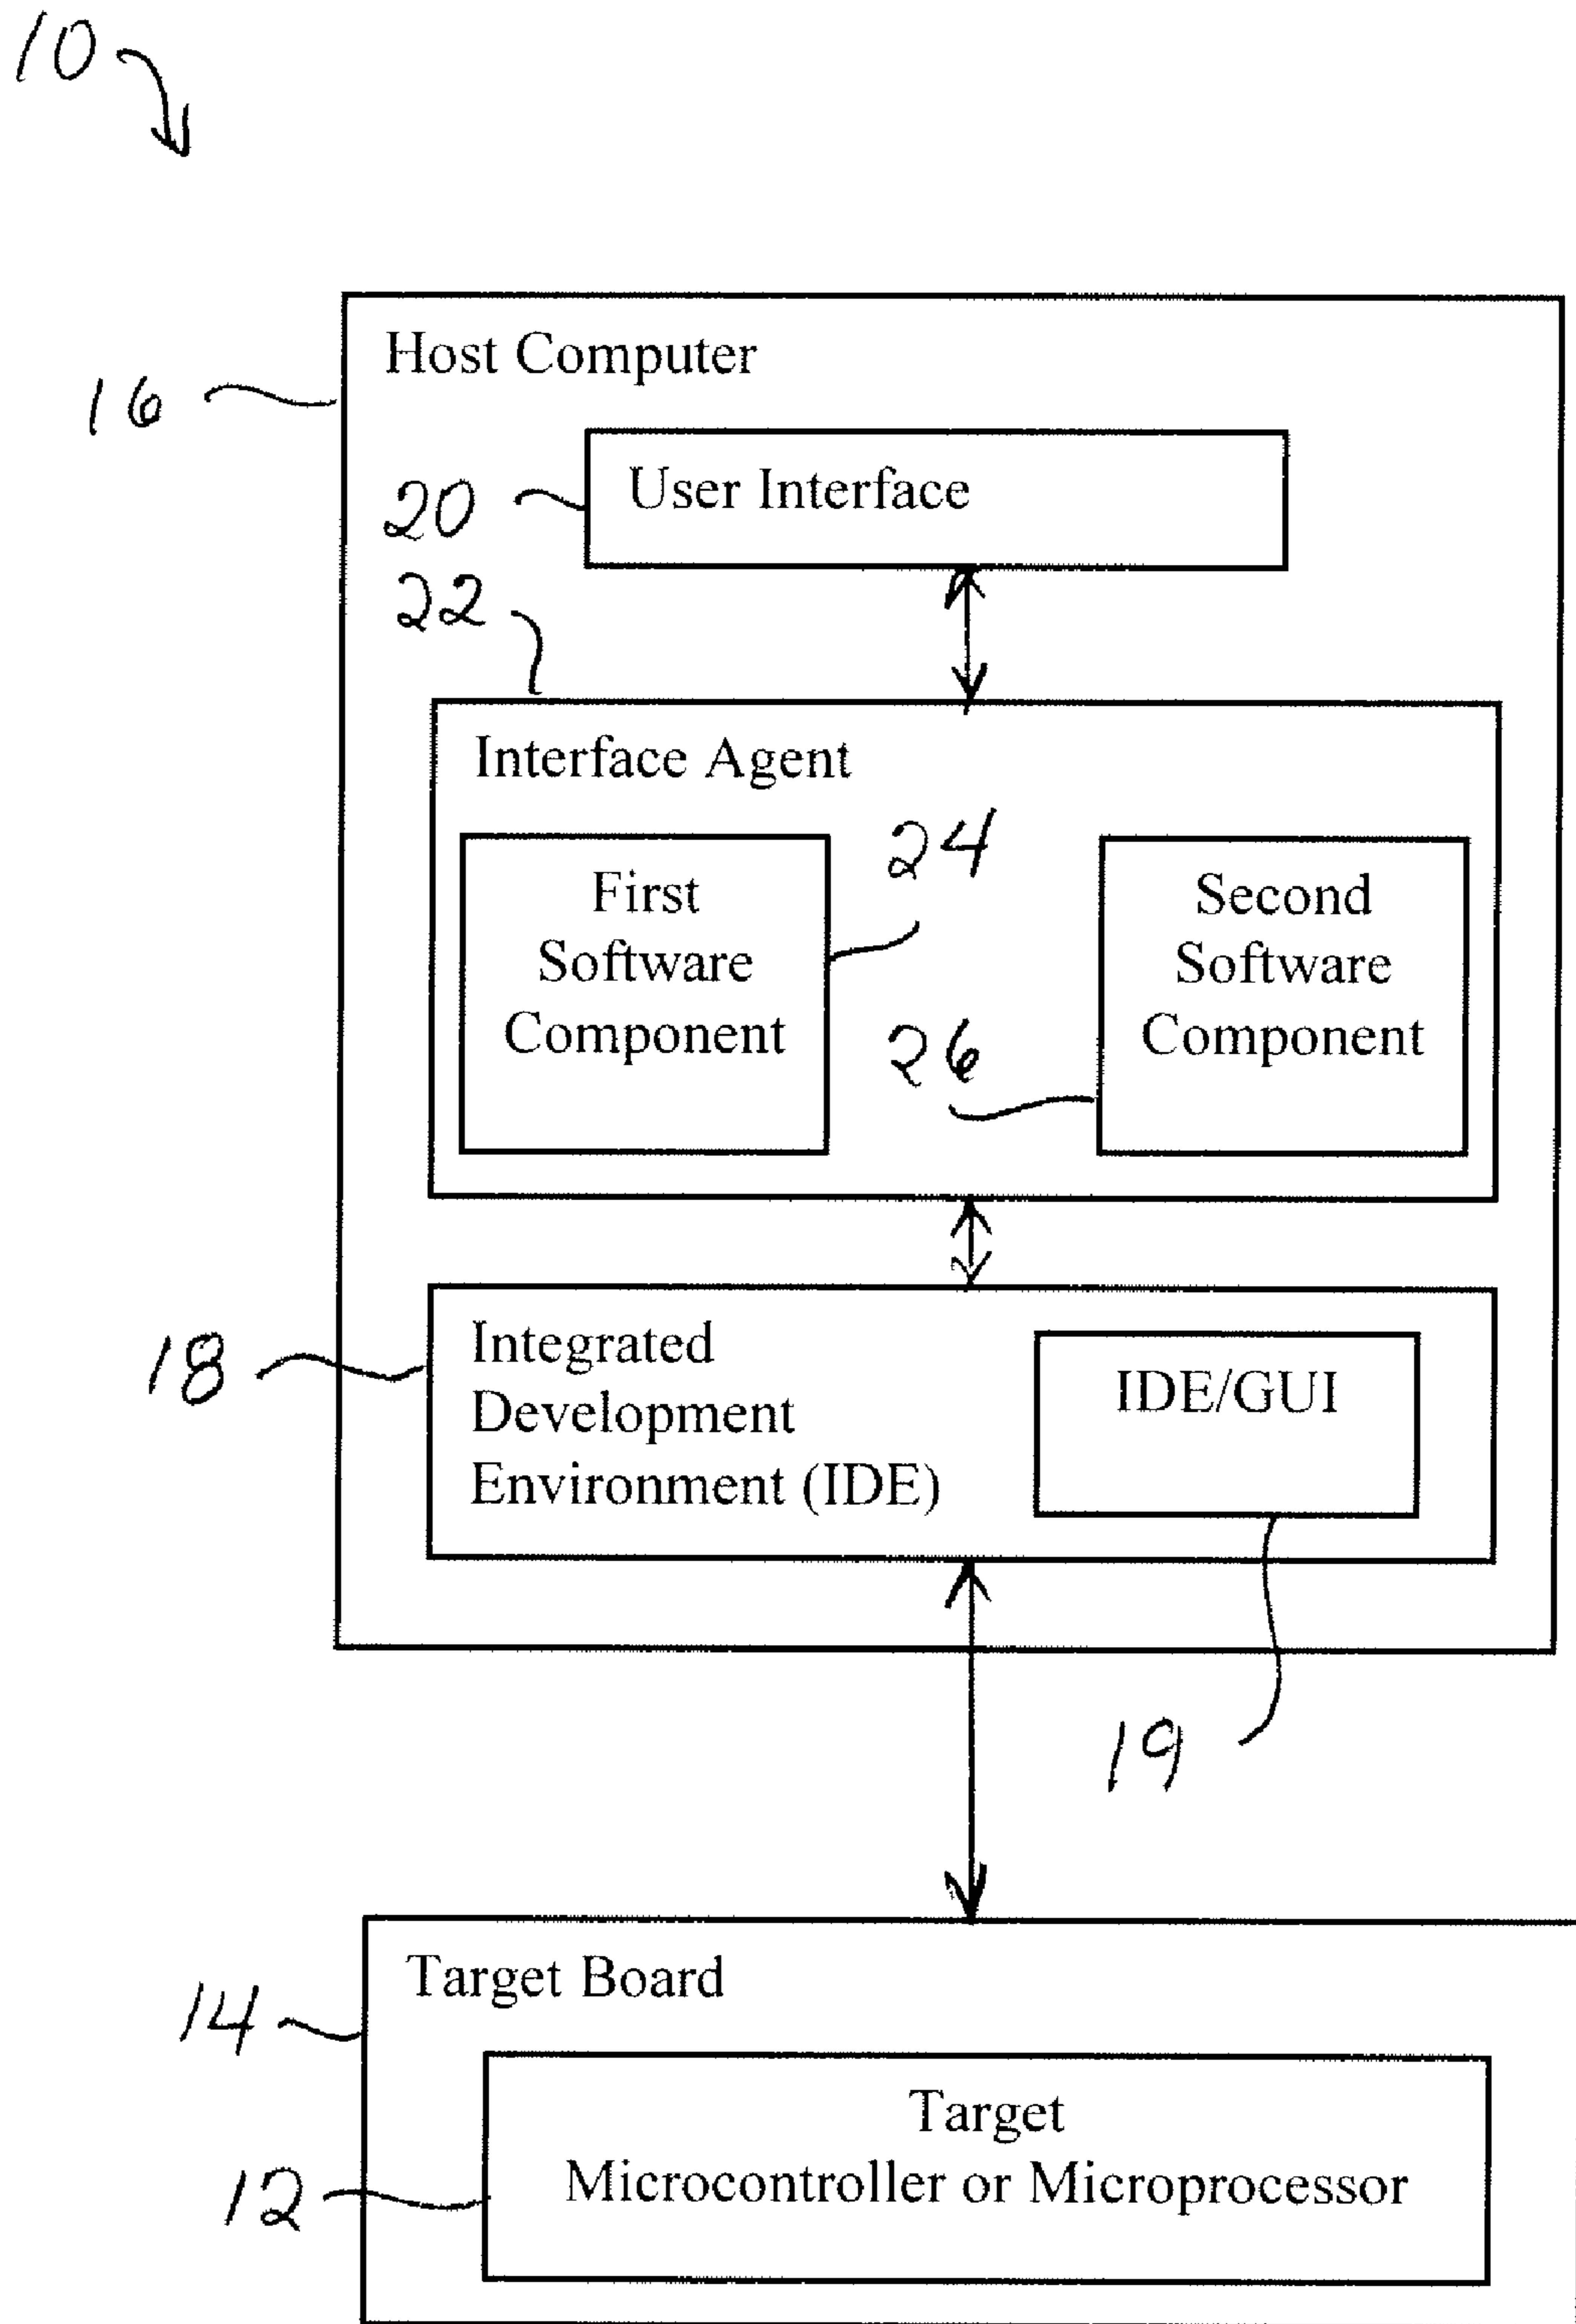 10
Host Computer
16
User Interface
20
22
Interface Agent
24
First
Software
Component
Second
Software
Component
26
18
Integrated
Development
Environment (IDE)
IDE/GUI
19
Target Board
14
Target
Microcontroller or Microprocessor
12